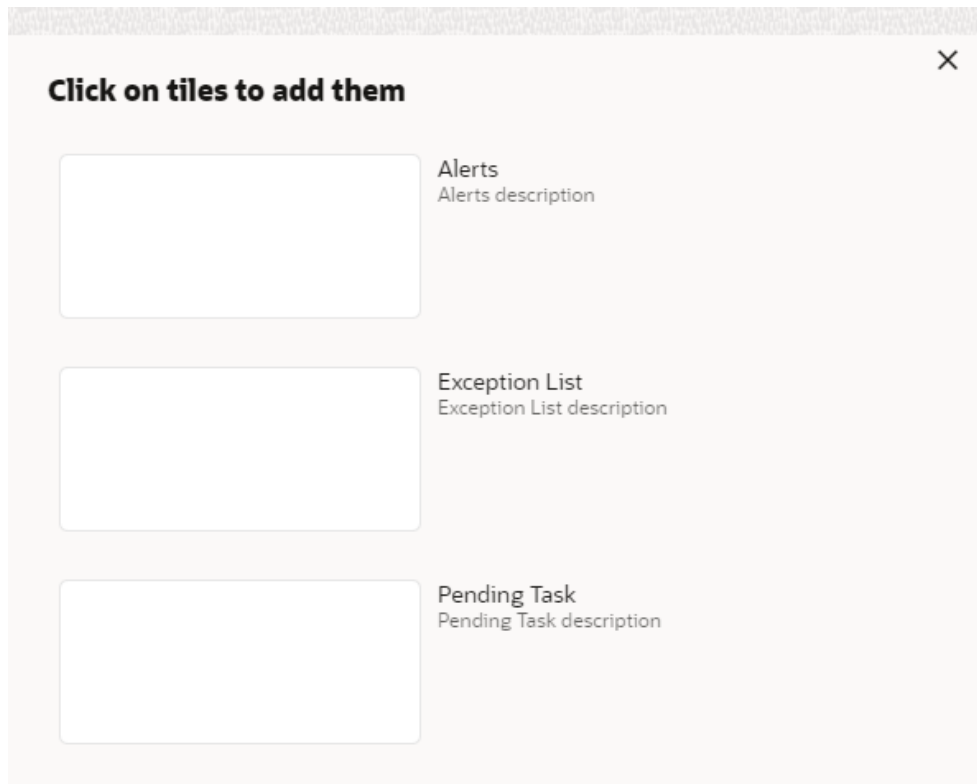 Click on tiles to add them
Alerts
Alerts description
Exception List
Exception List description
Pending Task
Pending Task description